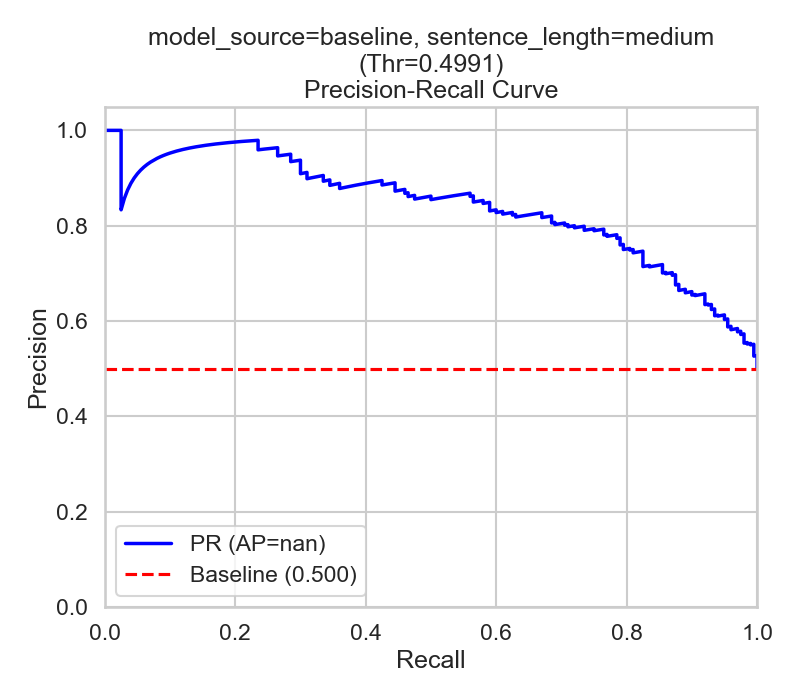 model_source=baseline, sentence_length=medium
(Thr=0.4991)
Precision-Recall Curve
1.0
0.8
0.6
0.4
0.2
0.0
Precision
PR (AP=nan)
Baseline (0.500)
0.0 0.2 0.4 0.6 0.8 1.0
Recall